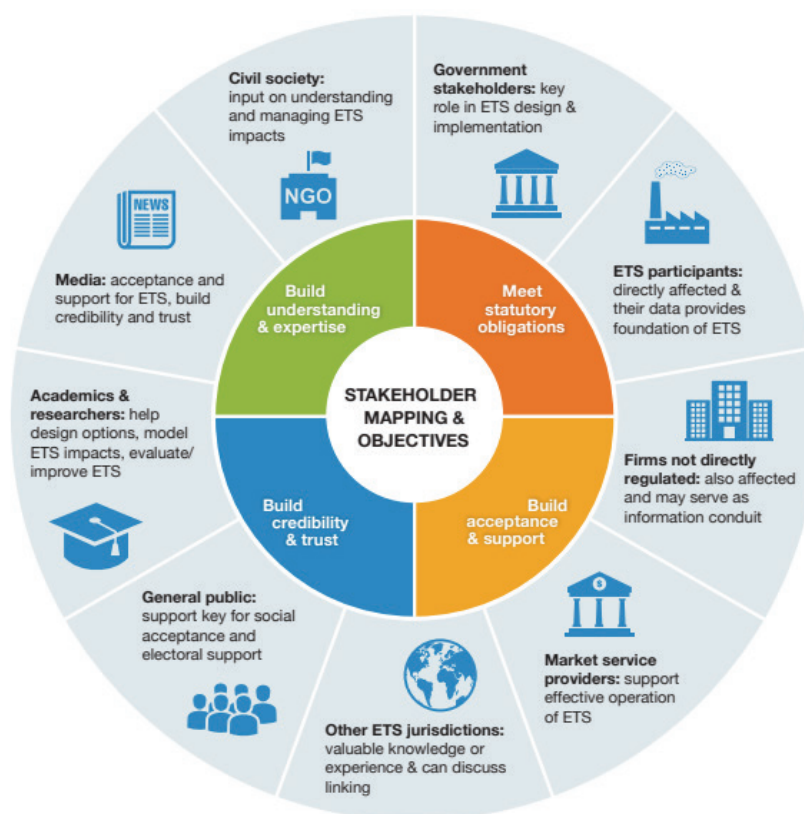 Civil society:
input on understanding
and managing ETS
impacts
NGO
Government
stakeholders: key
role in ETS design &
implementation
ETS participants:
directly affected &
their data provides
foundation of ETS
Firms not directly
regulated: also affected
and may serve as
information conduit
$
Market service
providers: support
effective operation
of ETS
Other ETS jurisdictions:
valuable knowledge or
experience & can discuss
linking
General public:
support key for social
acceptance and
electoral support
Academics &
researchers: help
design options, model
ETS impacts, evaluate/
improve ETS
NEWS
Media: acceptance and
support for ETS, build
credibility and trust
Build
understanding
& expertise
Meet
statutory
obligations
Build
acceptance
& support
Build
credibility
& trust
STAKEHOLDER
MAPPING &
OBJECTIVES